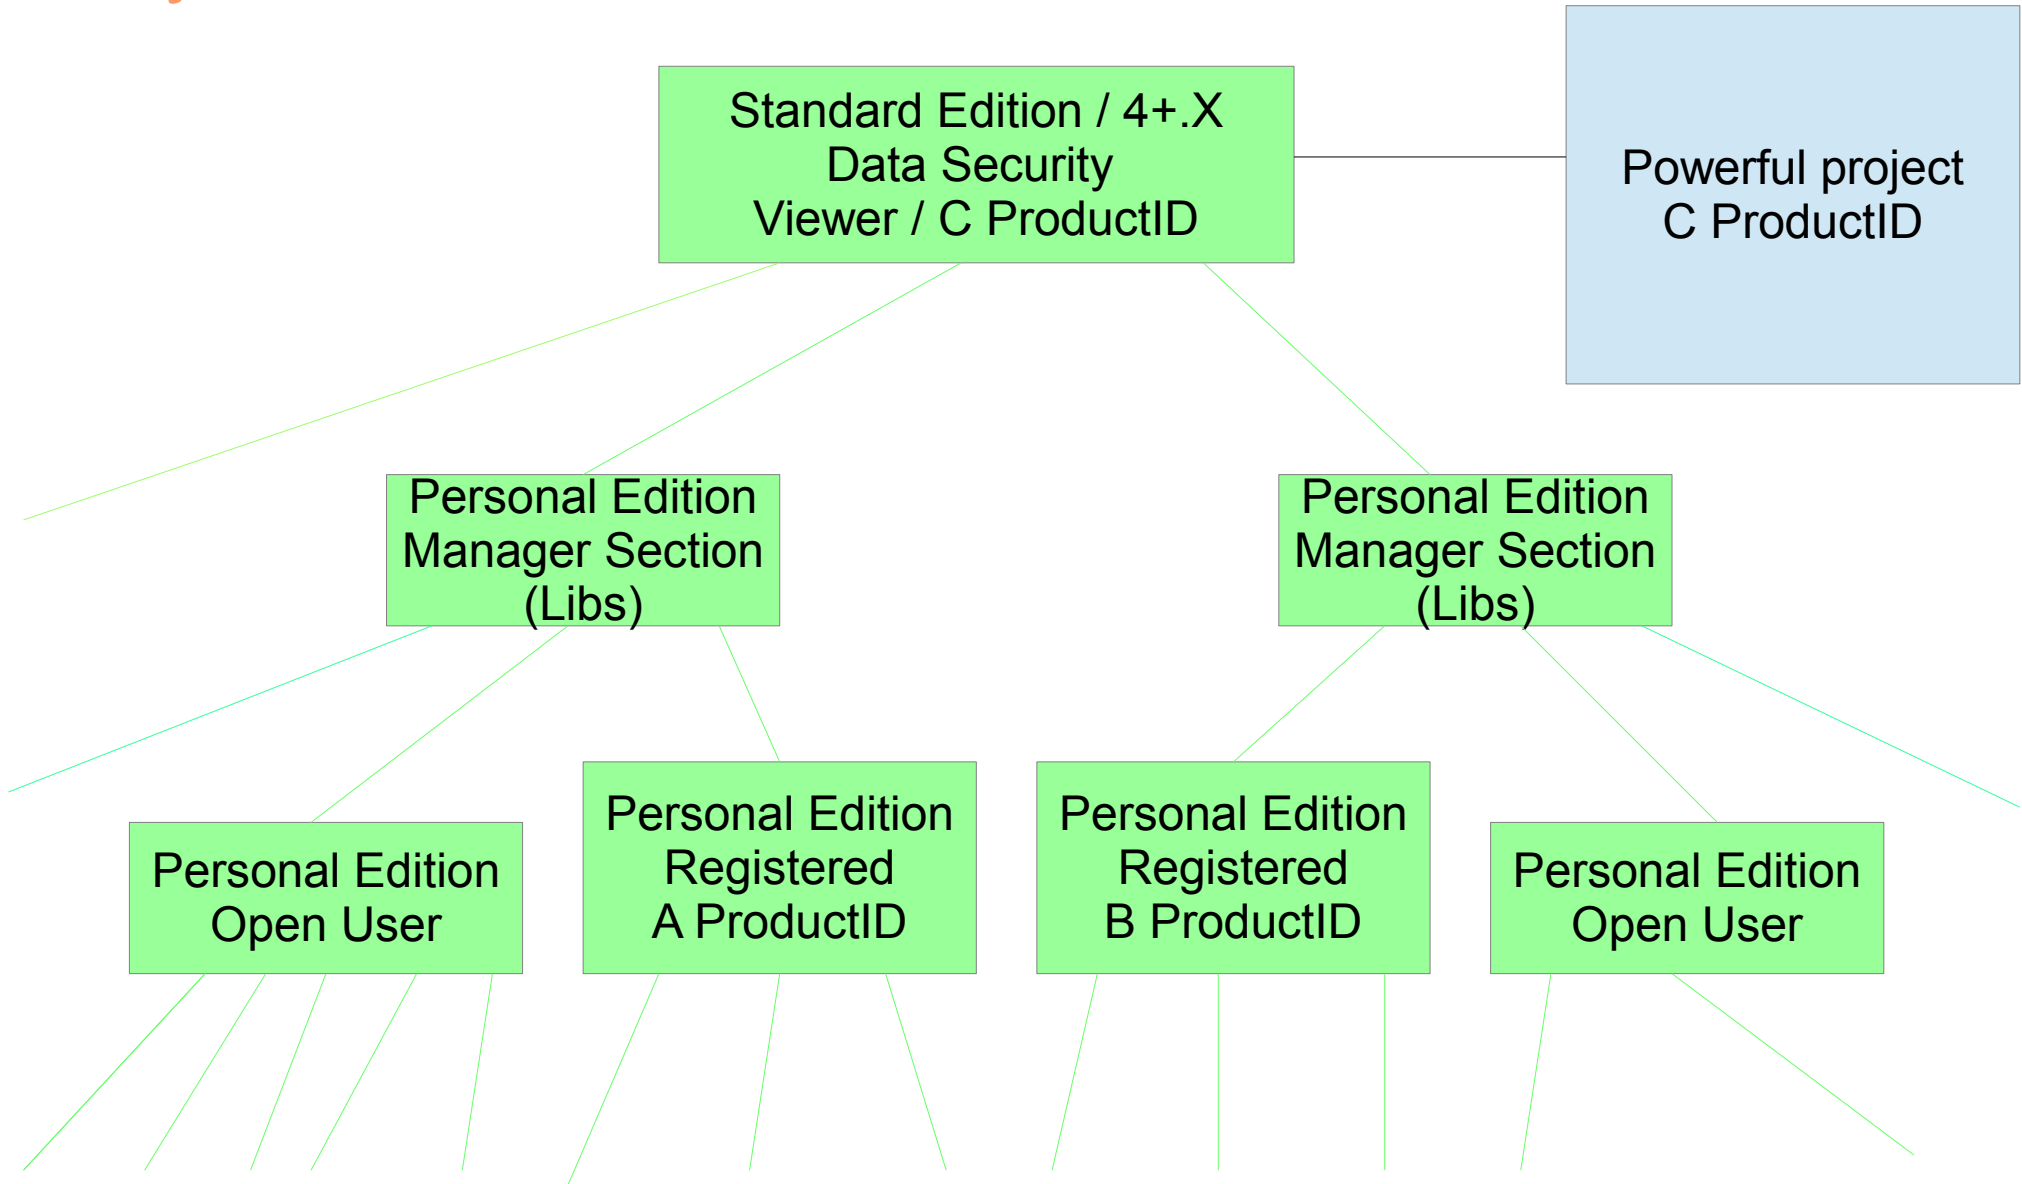 Standard Edition / 4+.X
Data Security
Viewer / C ProductID
Powerful project
C ProductID
Personal Edition
Manager Section
(Libs)
Personal Edition
Manager Section
(Libs)
Personal Edition
Open User
Personal Edition
Registered
A ProductID
Personal Edition
Registered
B ProductID
Personal Edition
Open User